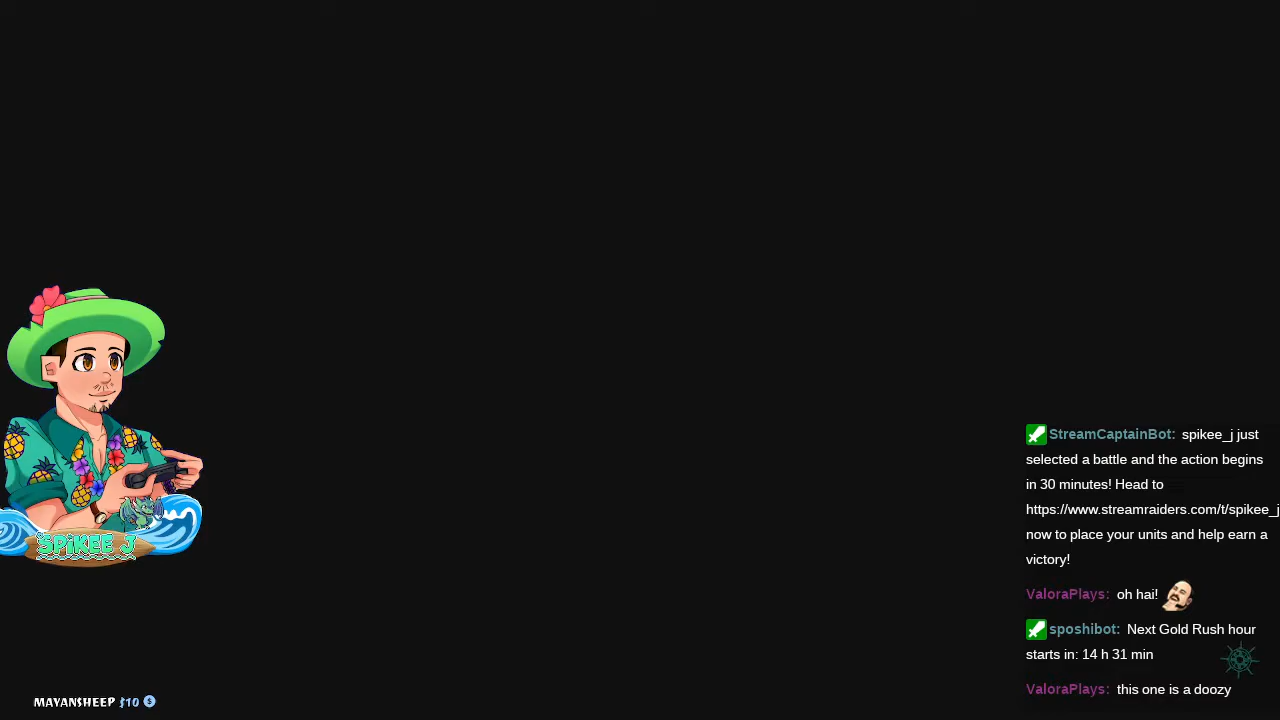 StreamCaptainBot: spikee_j just
selected a battle and the action begins
in 30 minutes! Head to
https://www.streamraiders.com/t/spikee_j
now to place your units and help earn a
victory!
ValoraPlays: oh hai!
sposhibot: Next Gold Rush hour
starts in: 14 h 31 min
ValoraPlays: this one is a doozy
SPIKEE J
MAYANSHEEP $10